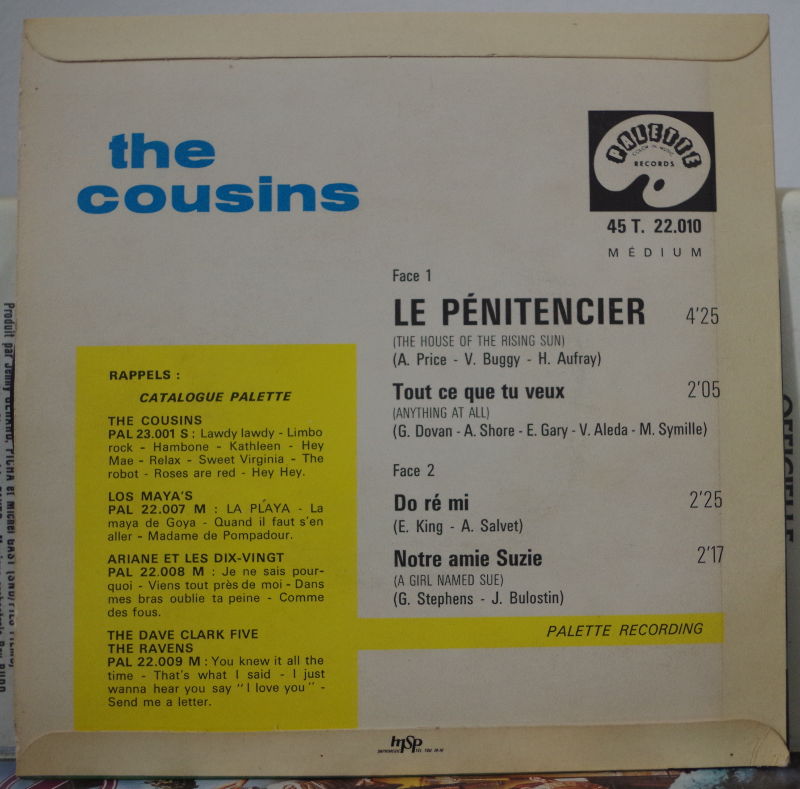 the
cousins
PALETTE
COLOR IN MUSIC
RECORDS
45 T. 22.010
MÉDIUM
Face 1
LE PÉNITENCIER 4'25
(THE HOUSE OF THE RISING SUN)
(A. Price - V. Buggy - H. Aufray)
Tout ce que tu veux 2'05
(ANYTHING AT ALL)
(G. Dovan - A. Shore - E. Gary - V. Aleda - M. Symille)
Face 2
Do ré mi 2'25
(E. King - A. Salvet)
Notre amie Suzie 2'17
(A GIRL NAMED SUE)
(G. Stephens - J. Bulostin)
PALETTE RECORDING
RAPPELS :
CATALOGUE PALETTE
THE COUSINS
PAL 23.001 S : Lawdy lawdy - Limbo
rock - Hambone - Kathleen - Hey
Mae - Relax - Sweet Virginia - The
robot - Roses are red - Hey Hey.
LOS MAYA'S
PAL 22.007 M : LA PLAYA - La
maya de Goya - Quand il faut s'en
aller - Madame de Pompadour.
ARIANE ET LES DIX-VINGT
PAL 22.008 M : Je ne sais pour-
quoi - Viens tout près de moi - Dans
mes bras oublie ta peine - Comme
des fous.
THE DAVE CLARK FIVE
THE RAVENS
PAL 22.009 M : You knew it all the
time - That's what I said - I just
wanna hear you say "I love you" -
Send me a letter.
msp
Produit par
OFFICIELLE